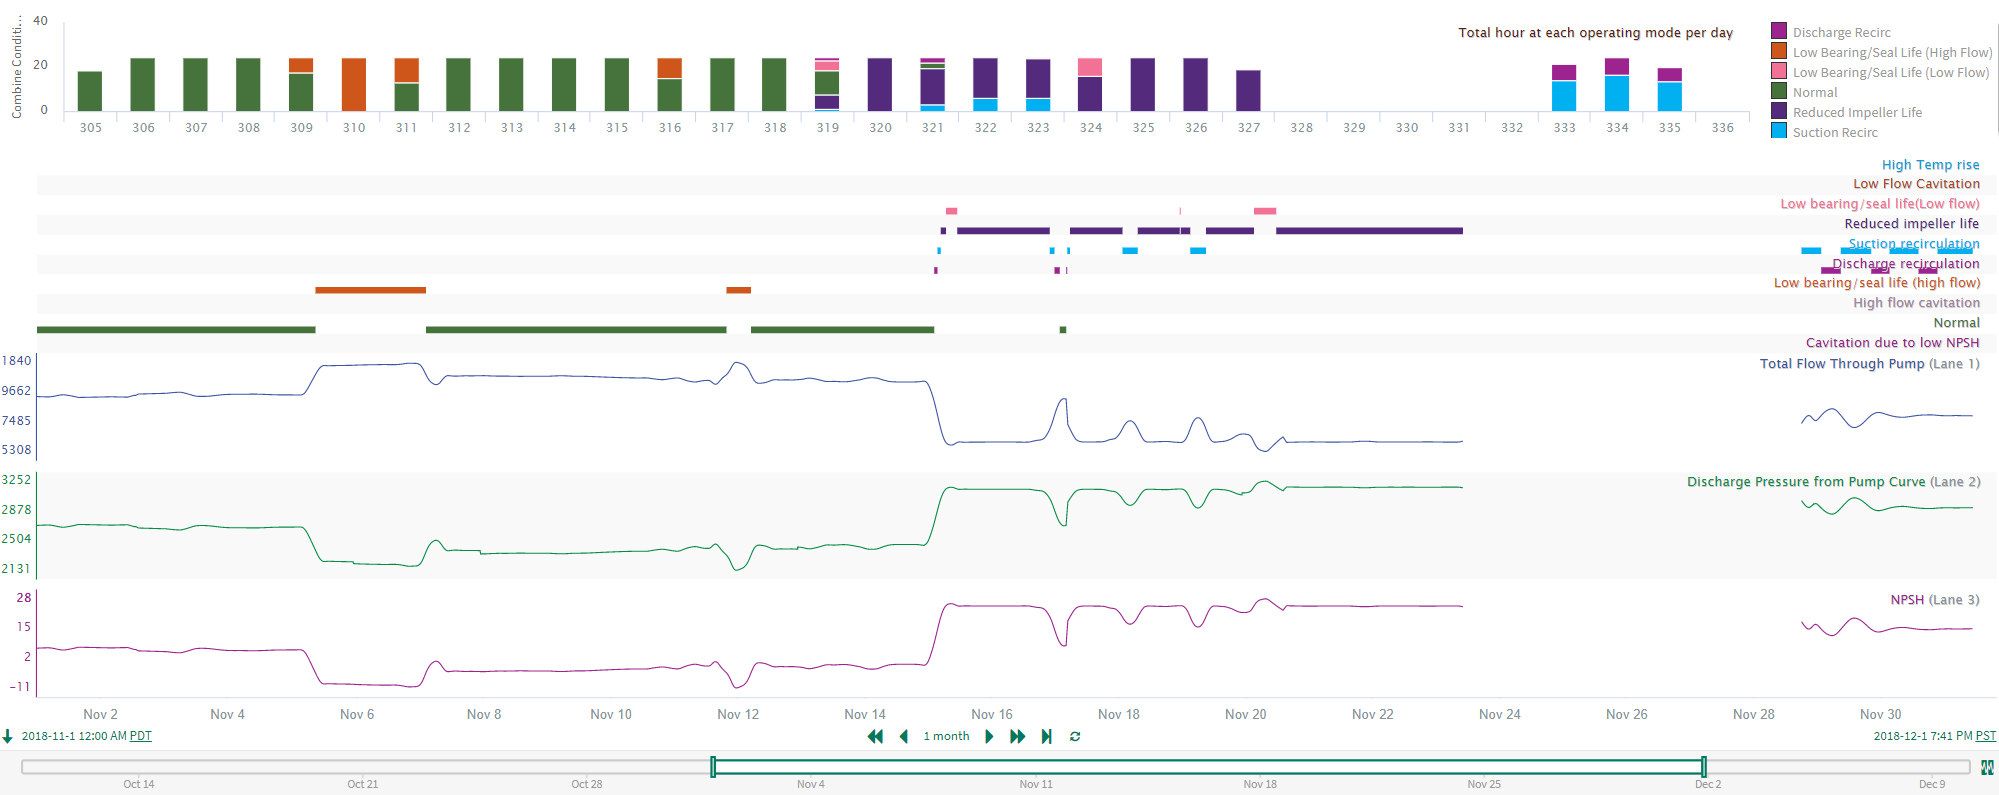 Combine Conditi...
40
20
0
Total hour at each operating mode per day
Discharge Recirc
Low Bearing/Seal Life (High Flow)
Low Bearing/Seal Life (Low Flow)
Normal
Reduced Impeller Life
Suction Recirc
305 306 307 308 309 310 311 312 313 314 315 316 317 318 319 320 321 322 323 324 325 326 327 328 329 330 331 332 333 334 335 336
High Temp rise
Low Flow Cavitation
Low bearing/seal life(Low flow)
Reduced impeller life
Suction recirculation
Discharge recirculation
Low bearing/seal life (high flow)
High flow cavitation
Normal
Cavitation due to low NPSH
Total Flow Through Pump (Lane 1)
1840
9662
7485
5308
Discharge Pressure from Pump Curve (Lane 2)
3252
2878
2504
2131
NPSH (Lane 3)
28
15
2
-11
Nov 2 Nov 4 Nov 6 Nov 8 Nov 10 Nov 12 Nov 14 Nov 16 Nov 18 Nov 20 Nov 22 Nov 24 Nov 26 Nov 28 Nov 30
2018-11-1 12:00 AM PDT
1 month
2018-12-1 7:41 PM PST
Oct 14 Oct 21 Oct 28 Nov 4 Nov 11 Nov 18 Nov 25 Dec 2 Dec 9